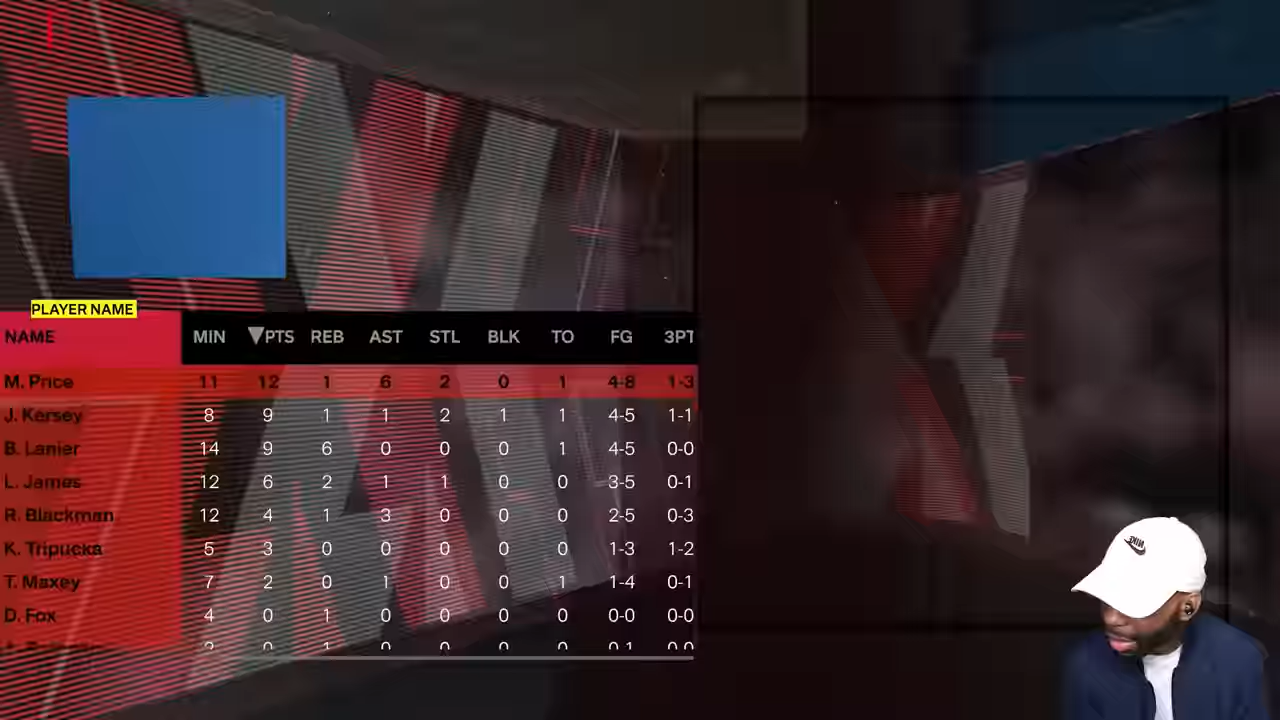 PLAYER NAME
NAME MIN ▼PTS REB AST STL BLK TO FG 3PT
M. Price 11 12 1 6 2 0 1 4-8 1-3
J. Kersey 8 9 1 1 2 1 1 4-5 1-1
B. Lanier 14 9 6 0 0 0 1 4-5 0-0
L. James 12 6 2 1 1 0 0 3-5 0-1
R. Blackman 12 4 1 3 0 0 0 2-5 0-3
K. Tripucka 5 3 0 0 0 0 0 1-3 1-2
T. Maxey 7 2 0 1 0 0 1 1-4 0-1
D. Fox 4 0 1 0 0 0 0 0-0 0-0